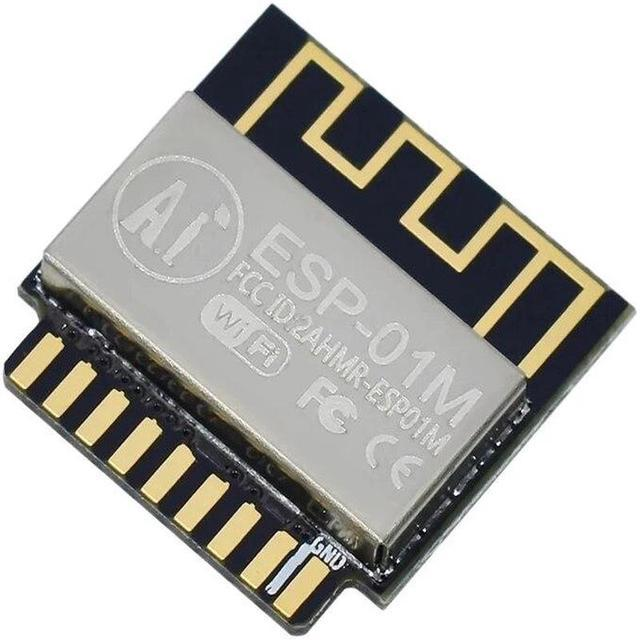 Ai
ESP-01M
FCC ID:2AHMR-ESP01M
WiFi
FC CE
GND